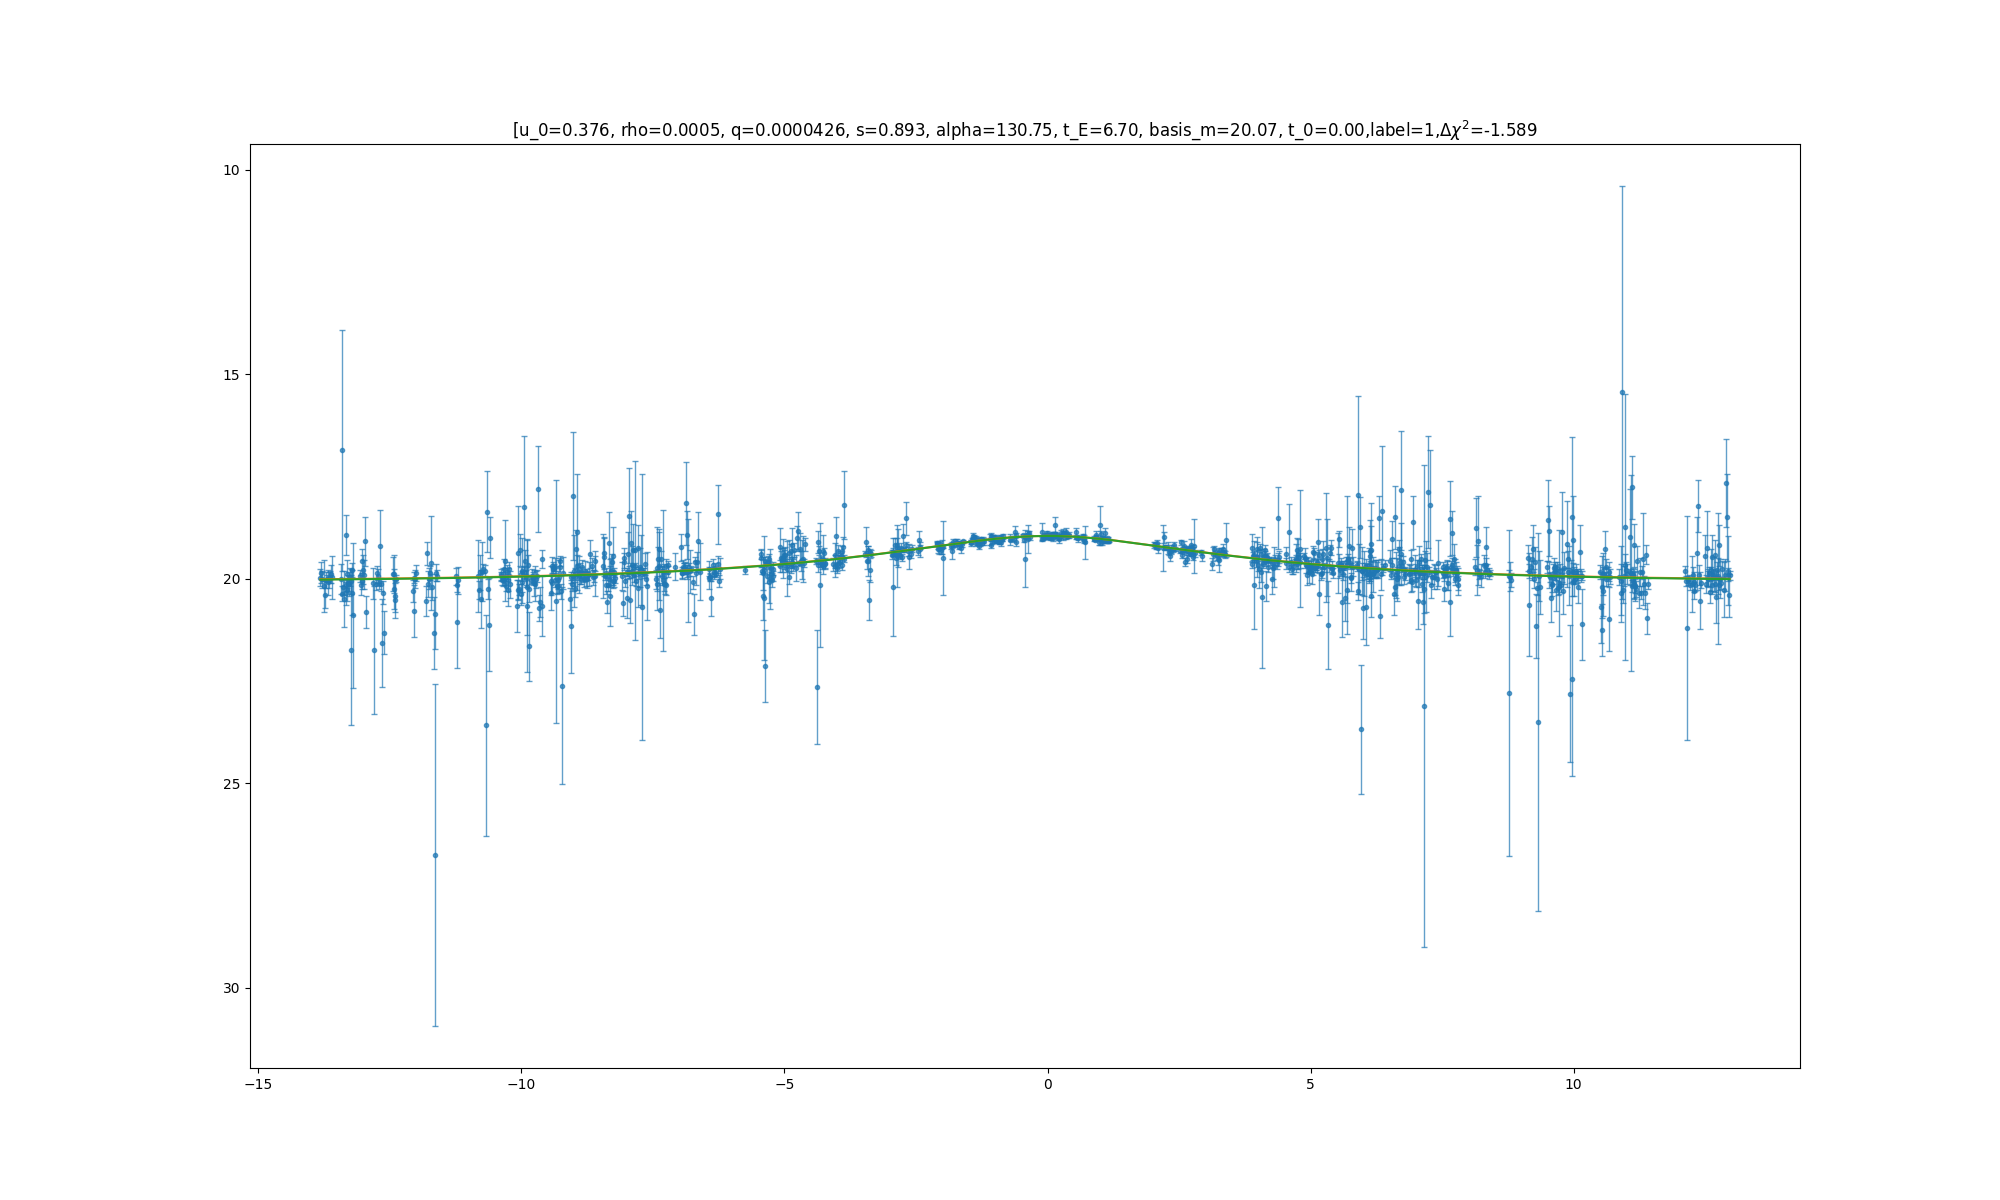 [u_0=0.376, rho=0.0005, q=0.0000426, s=0.893, alpha=130.75, t_E=6.70, basis_m=20.07, t_0=0.00,label=1,Δχ²=-1.589
10
15
20
25
30
−15 −10 −5 0 5 10